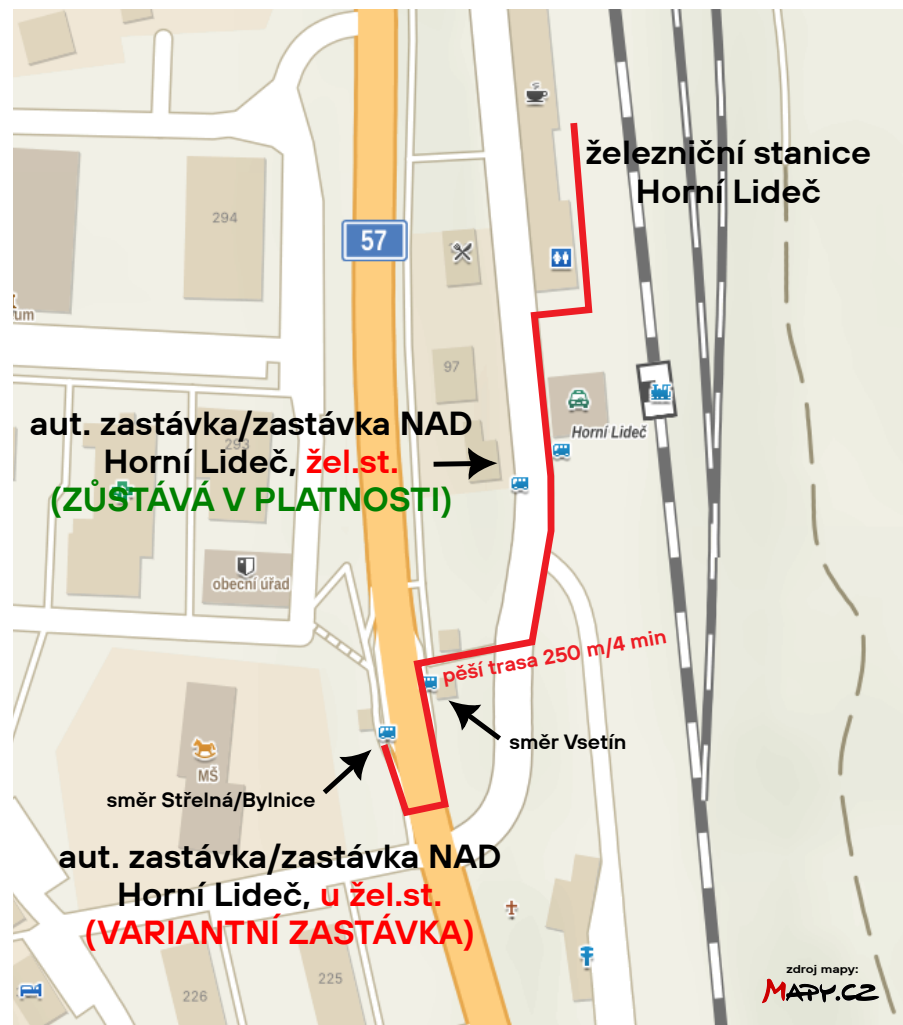 železniční stanice
Horní Lideč
294
57
um
97
aut. zastávka/zastávka NAD
Horní Lideč, žel.st.
(ZŮSTÁVÁ V PLATNOSTI)
293
Horní Lideč
obecní úřad
pěší trasa 250 m/4 min
směr Vsetín
MŠ
směr Střelná/Bylnice
aut. zastávka/zastávka NAD
Horní Lideč, u žel.st.
(VARIANTNÍ ZASTÁVKA)
225
226
zdroj mapy:
MAPY.CZ